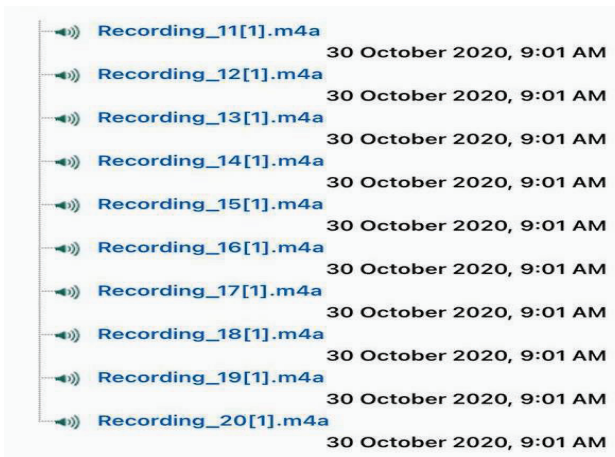 Recording_11[1].m4a
30 October 2020, 9:01 AM
Recording_12[1].m4a
30 October 2020, 9:01 AM
Recording_13[1].m4a
30 October 2020, 9:01 AM
Recording_14[1].m4a
30 October 2020, 9:01 AM
Recording_15[1].m4a
30 October 2020, 9:01 AM
Recording_16[1].m4a
30 October 2020, 9:01 AM
Recording_17[1].m4a
30 October 2020, 9:01 AM
Recording_18[1].m4a
30 October 2020, 9:01 AM
Recording_19[1].m4a
30 October 2020, 9:01 AM
Recording_20[1].m4a
30 October 2020, 9:01 AM